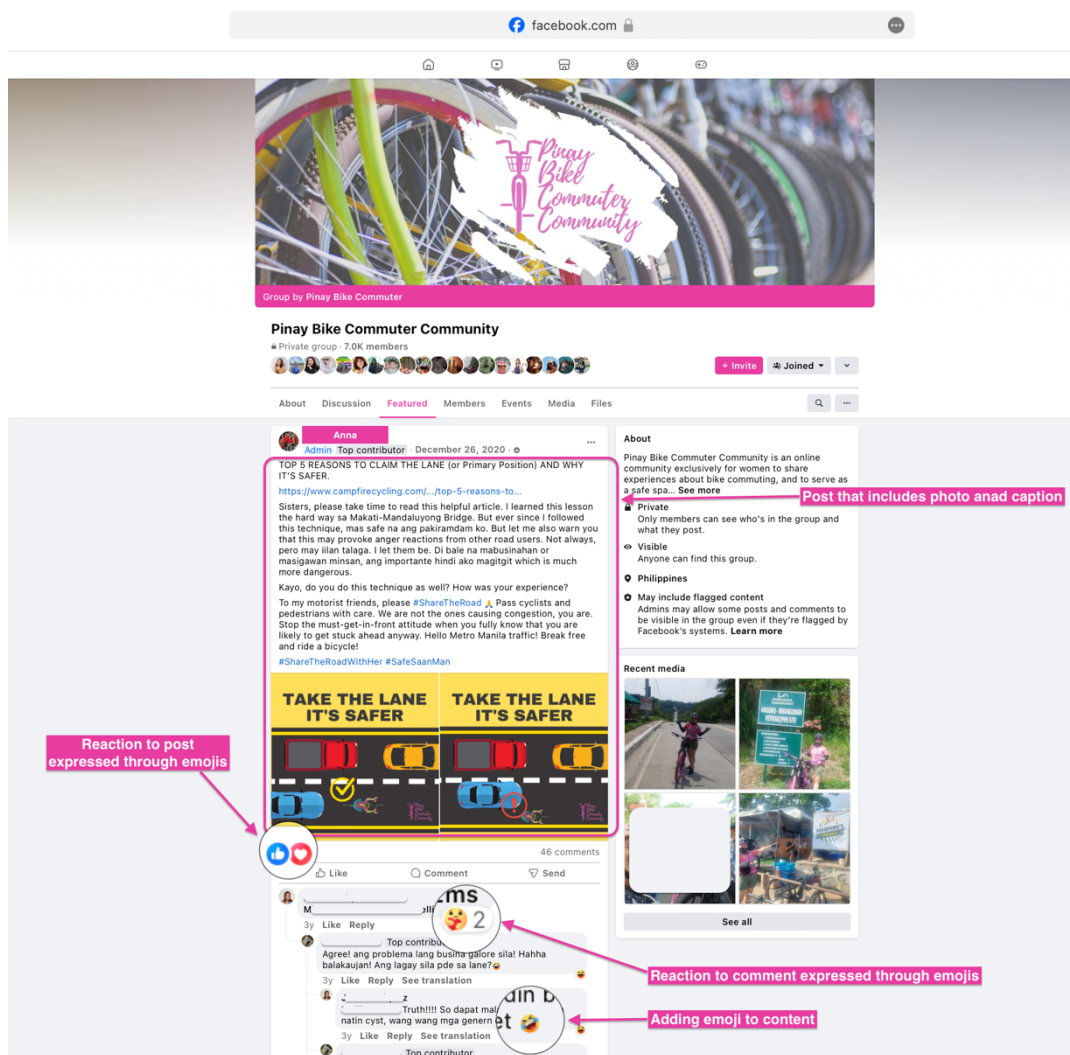 facebook.com
Pinay
Bike
Commuter
Community
Group by Pinay Bike Commuter
Pinay Bike Commuter Community
Private group · 7.0K members
+ Invite
Joined
About
Discussion
Featured
Members
Events
Media
Files
Anna
Admin Top contributor · December 26, 2020 ·
TOP 5 REASONS TO CLAIM THE LANE (or Primary Position) AND WHY
IT'S SAFER.
https://www.campfirecycling.com/.../top-5-reasons-to...
Sisters, please take time to read this helpful article. I learned this lesson
the hard way sa Makati-Mandaluyong Bridge. But ever since I followed
this technique, mas safe na ang pakiramdam ko. But let me also warn you
that this may provoke anger reactions from other road users. Not always,
pero may iilan talaga. I let them be. Di bale na mabusinahan or
masigawan minsan, ang importante hindi ako magitgit which is much
more dangerous.
Kayo, do you do this technique as well? How was your experience?
To my motorist friends, please #ShareTheRoad 🙏 Pass cyclists and
pedestrians with care. We are not the ones causing congestion, you are.
Stop the must-get-in-front attitude when you fully know that you are
likely to get stuck ahead anyway. Hello Metro Manila traffic! Break free
and ride a bicycle!
#ShareTheRoadWithHer #SafeSaanMan
TAKE THE LANE
IT'S SAFER
TAKE THE LANE
IT'S SAFER
46 comments
Like
Comment
Send
M
elli
ms
2
3y Like Reply
Top contribu
Agree! ang problema lang busina galore sila! Hahha
balakaujan! Ang lagay sila pde sa lane?😂
3y Like Reply See translation
z
Truth!!!! So dapat mal
din b
natin cyst, wang wang mga genern
et 🤣
3y Like Reply See translation
Top contributor
About
Pinay Bike Commuter Community is an online
community exclusively for women to share
experiences about bike commuting, and to serve as
a safe spa... See more
Private
Only members can see who's in the group and
what they post.
Visible
Anyone can find this group.
Philippines
May include flagged content
Admins may allow some posts and comments to
be visible in the group even if they're flagged by
Facebook's systems. Learn more
Recent media
See all
Post that includes photo anad caption
Reaction to post
expressed through emojis
Reaction to comment expressed through emojis
Adding emoji to content